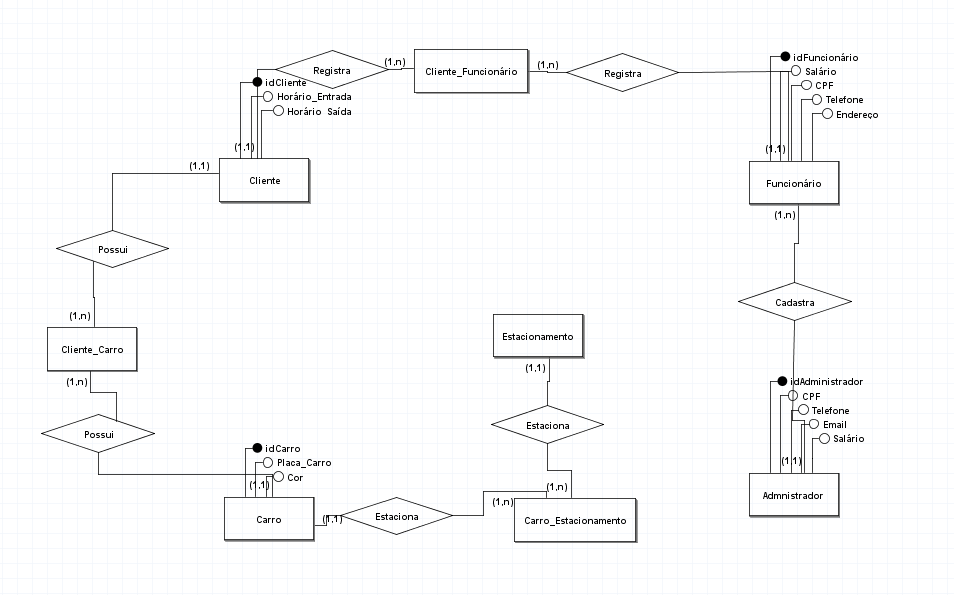 Registra
(1,n)
Cliente_Funcionário
(1,n)
Registra
idFuncionário
Salário
CPF
Telefone
Endereço
(1,1)
Funcionário
(1,n)
idCliente
Horário_Entrada
Horário Saída
(1,1)
(1,1)
Cliente
Possui
(1,n)
Cliente_Carro
(1,n)
Possui
Cadastra
Estacionamento
(1,1)
Estaciona
(1,n)
idAdministrador
CPF
Telefone
Email
Salário
(1,1)
Admnistrador
idCarro
Placa_Carro
Cor
(1,1)
Carro
(1,1)
Estaciona
(1,n)
Carro_Estacionamento